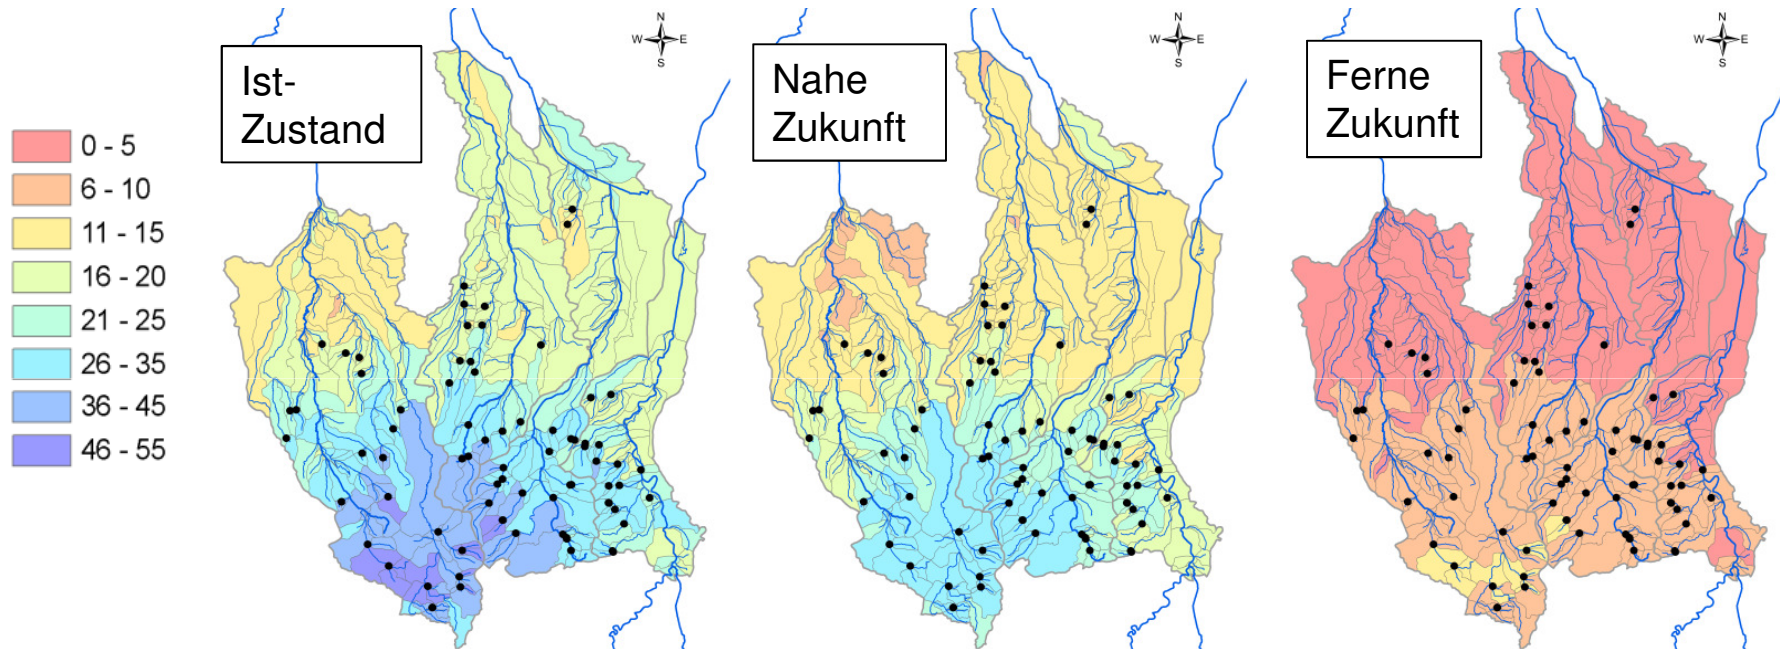 0 - 5
6 - 10
11 - 15
16 - 20
21 - 25
26 - 35
36 - 45
46 - 55
Ist-
Zustand
N
W E
S
Nahe
Zukunft
N
W E
S
Ferne
Zukunft
N
W E
S